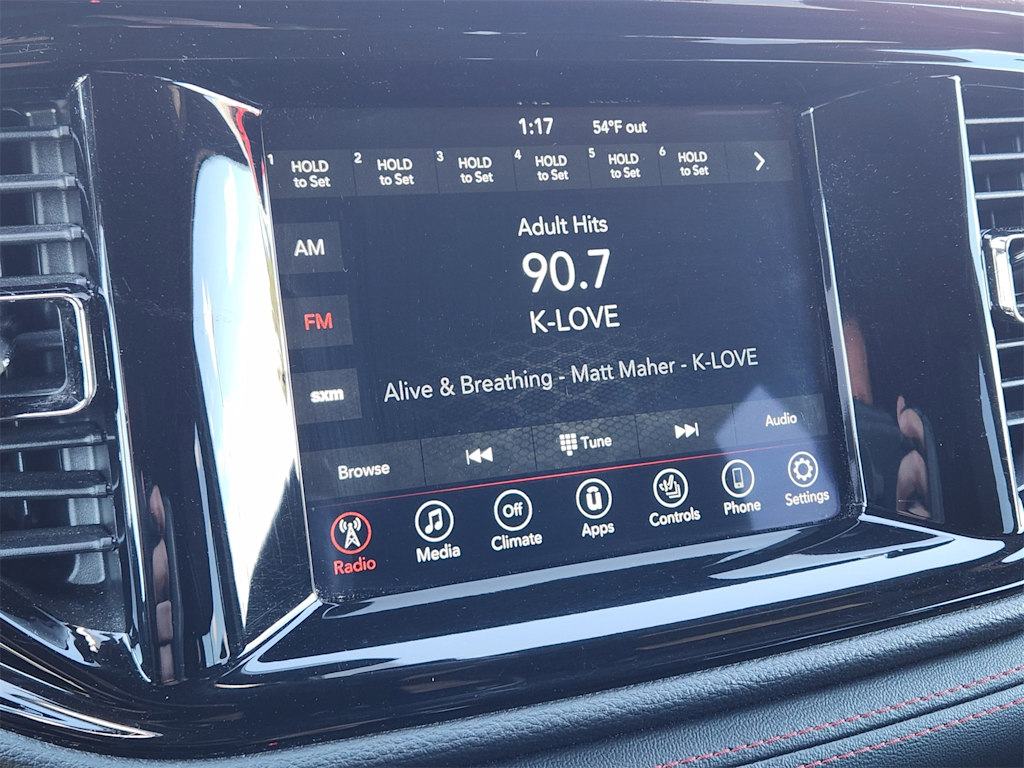 1:17 54°F out
1 HOLD to Set 2 HOLD to Set 3 HOLD to Set 4 HOLD to Set 5 HOLD to Set 6 HOLD to Set
Adult Hits
AM
90.7
FM
K-LOVE
sxm
Alive & Breathing - Matt Maher - K-LOVE
Browse Tune Audio
Off
Radio Media Climate Apps Controls Phone Settings